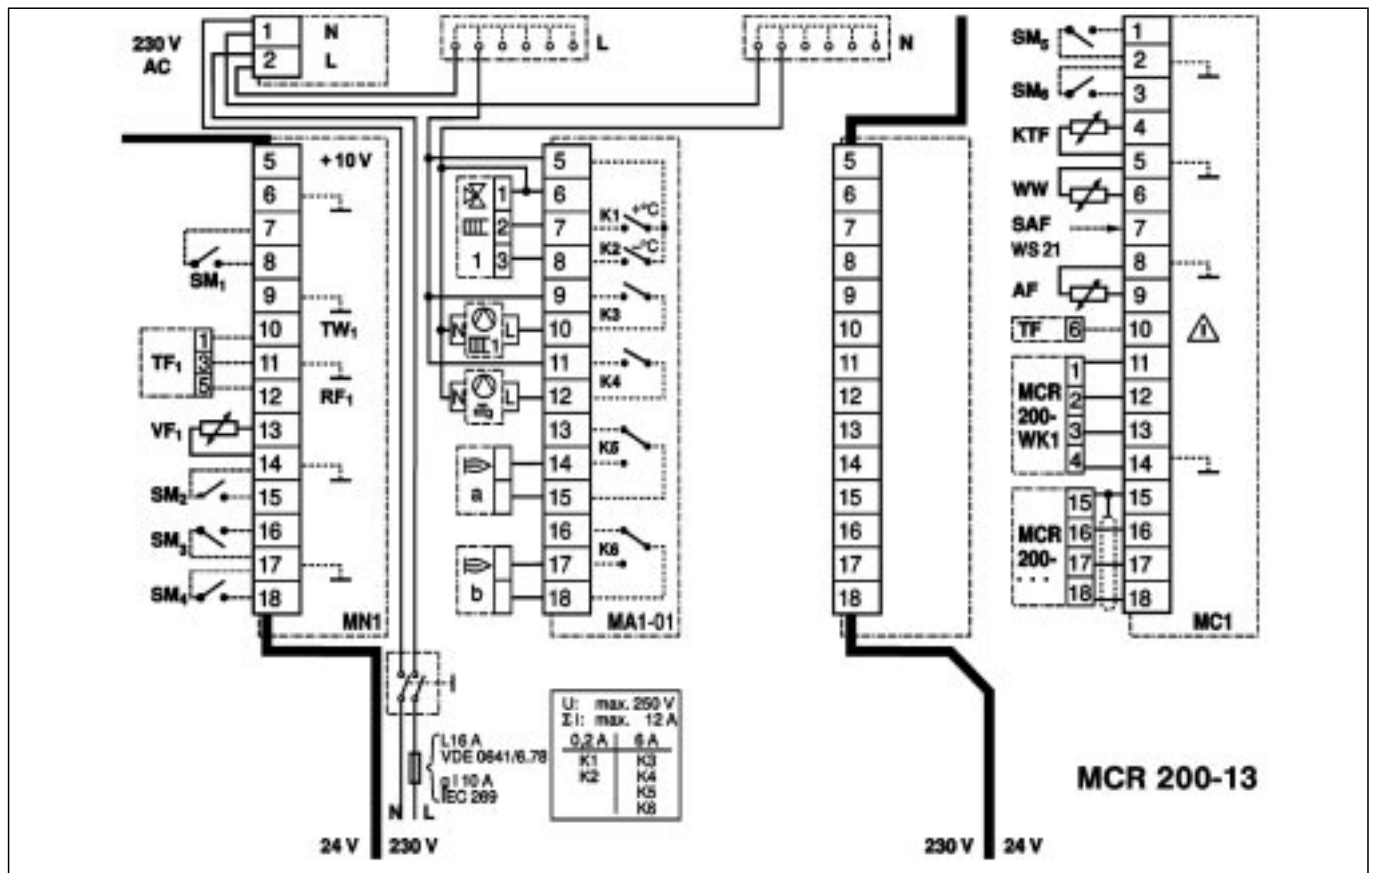 230 V
AC
1 N
2 L
L
N
5 +10 V
6
7
8
SM₁
9
10 TW₁
11
12 RF₁
13
14
15
16
17
18
MN1
TF₁
1
3
5
VF₁
SM₂
SM₃
SM₄
5
6
7
8
9
10
11
12
13
14
15
16
17
18
MA1-01
1
2
1 3
N L
1
N L
a
b
K1 +°C
K2 –°C
K3
K4
K5
K6
5
6
7
8
9
10
11
12
13
14
15
16
17
18
SM₅
SM₆
KTF
WW
SAF
WS 21
AF
TF 6
MCR
200-
WK1
1
2
3
4
MCR
200-
. . .
15
16
17
18
1
2
3
4
5
6
7
8
9
10
11
12
13
14
15
16
17
18
MC1
L16 A
VDE 0641/6.78
gl 10 A
IEC 269
N L
U: max. 250 V
Σ I: max. 12 A
0,2 A 6 A
K1 K3
K2 K4
K5
K6
MCR 200-13
24 V 230 V
230 V 24 V